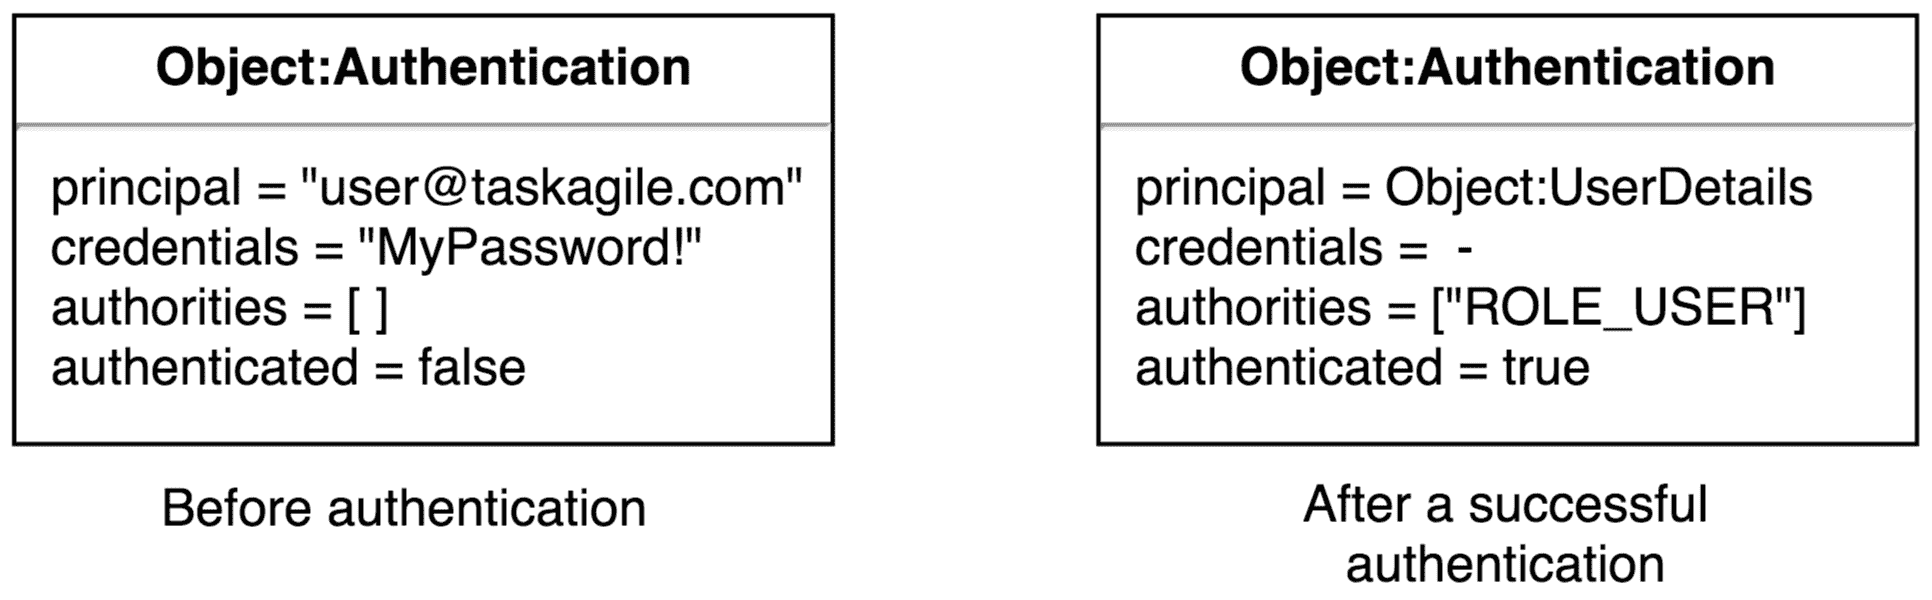 Object:Authentication
principal = "user@taskagile.com"
credentials = "MyPassword!"
authorities = [ ]
authenticated = false
Before authentication
Object:Authentication
principal = Object:UserDetails
credentials = -
authorities = ["ROLE_USER"]
authenticated = true
After a successful
authentication